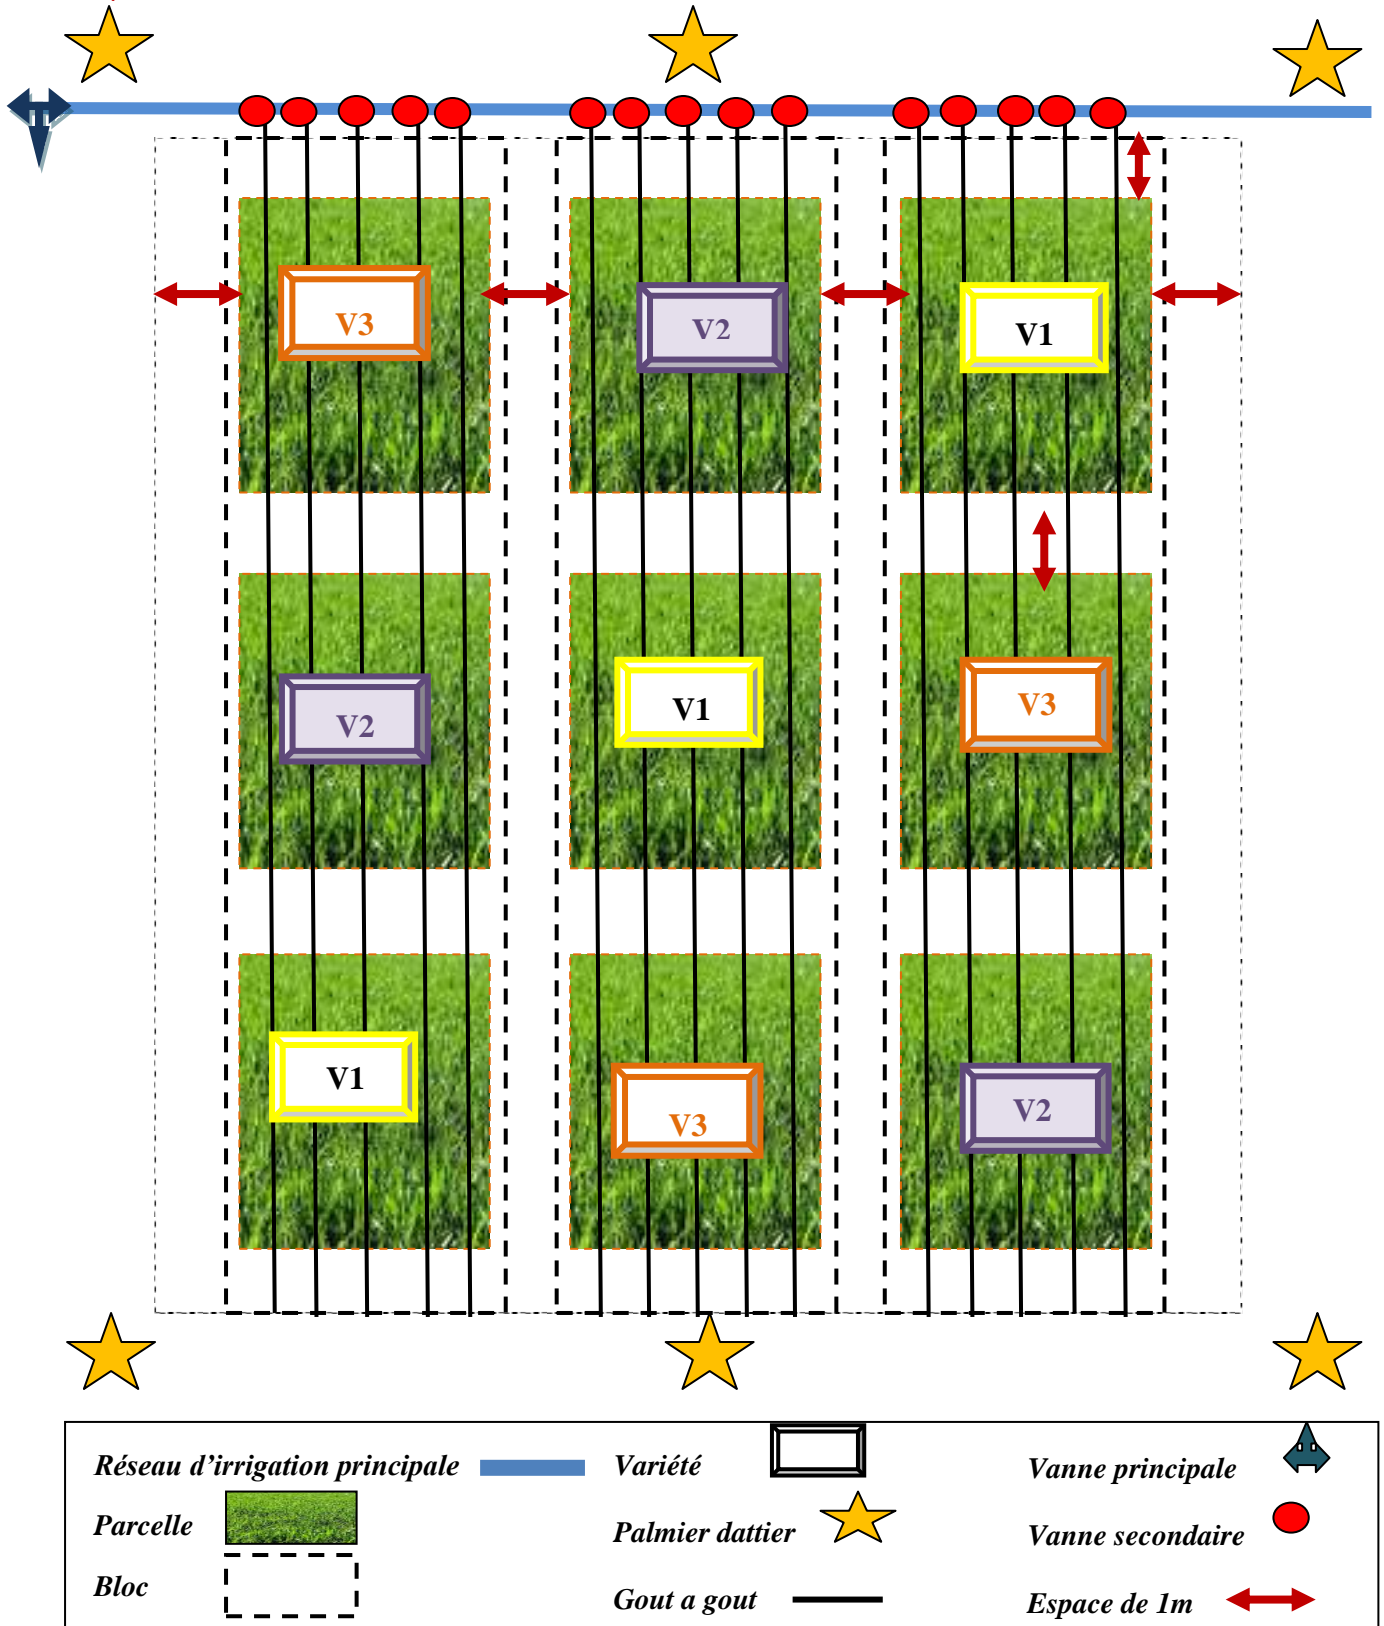 V3
V2
V1
V2
V1
V3
V1
V3
V2
Réseau d'irrigation principale
Variété
Vanne principale
Parcelle
Palmier dattier
Vanne secondaire
Bloc
Gout a gout
Espace de 1m